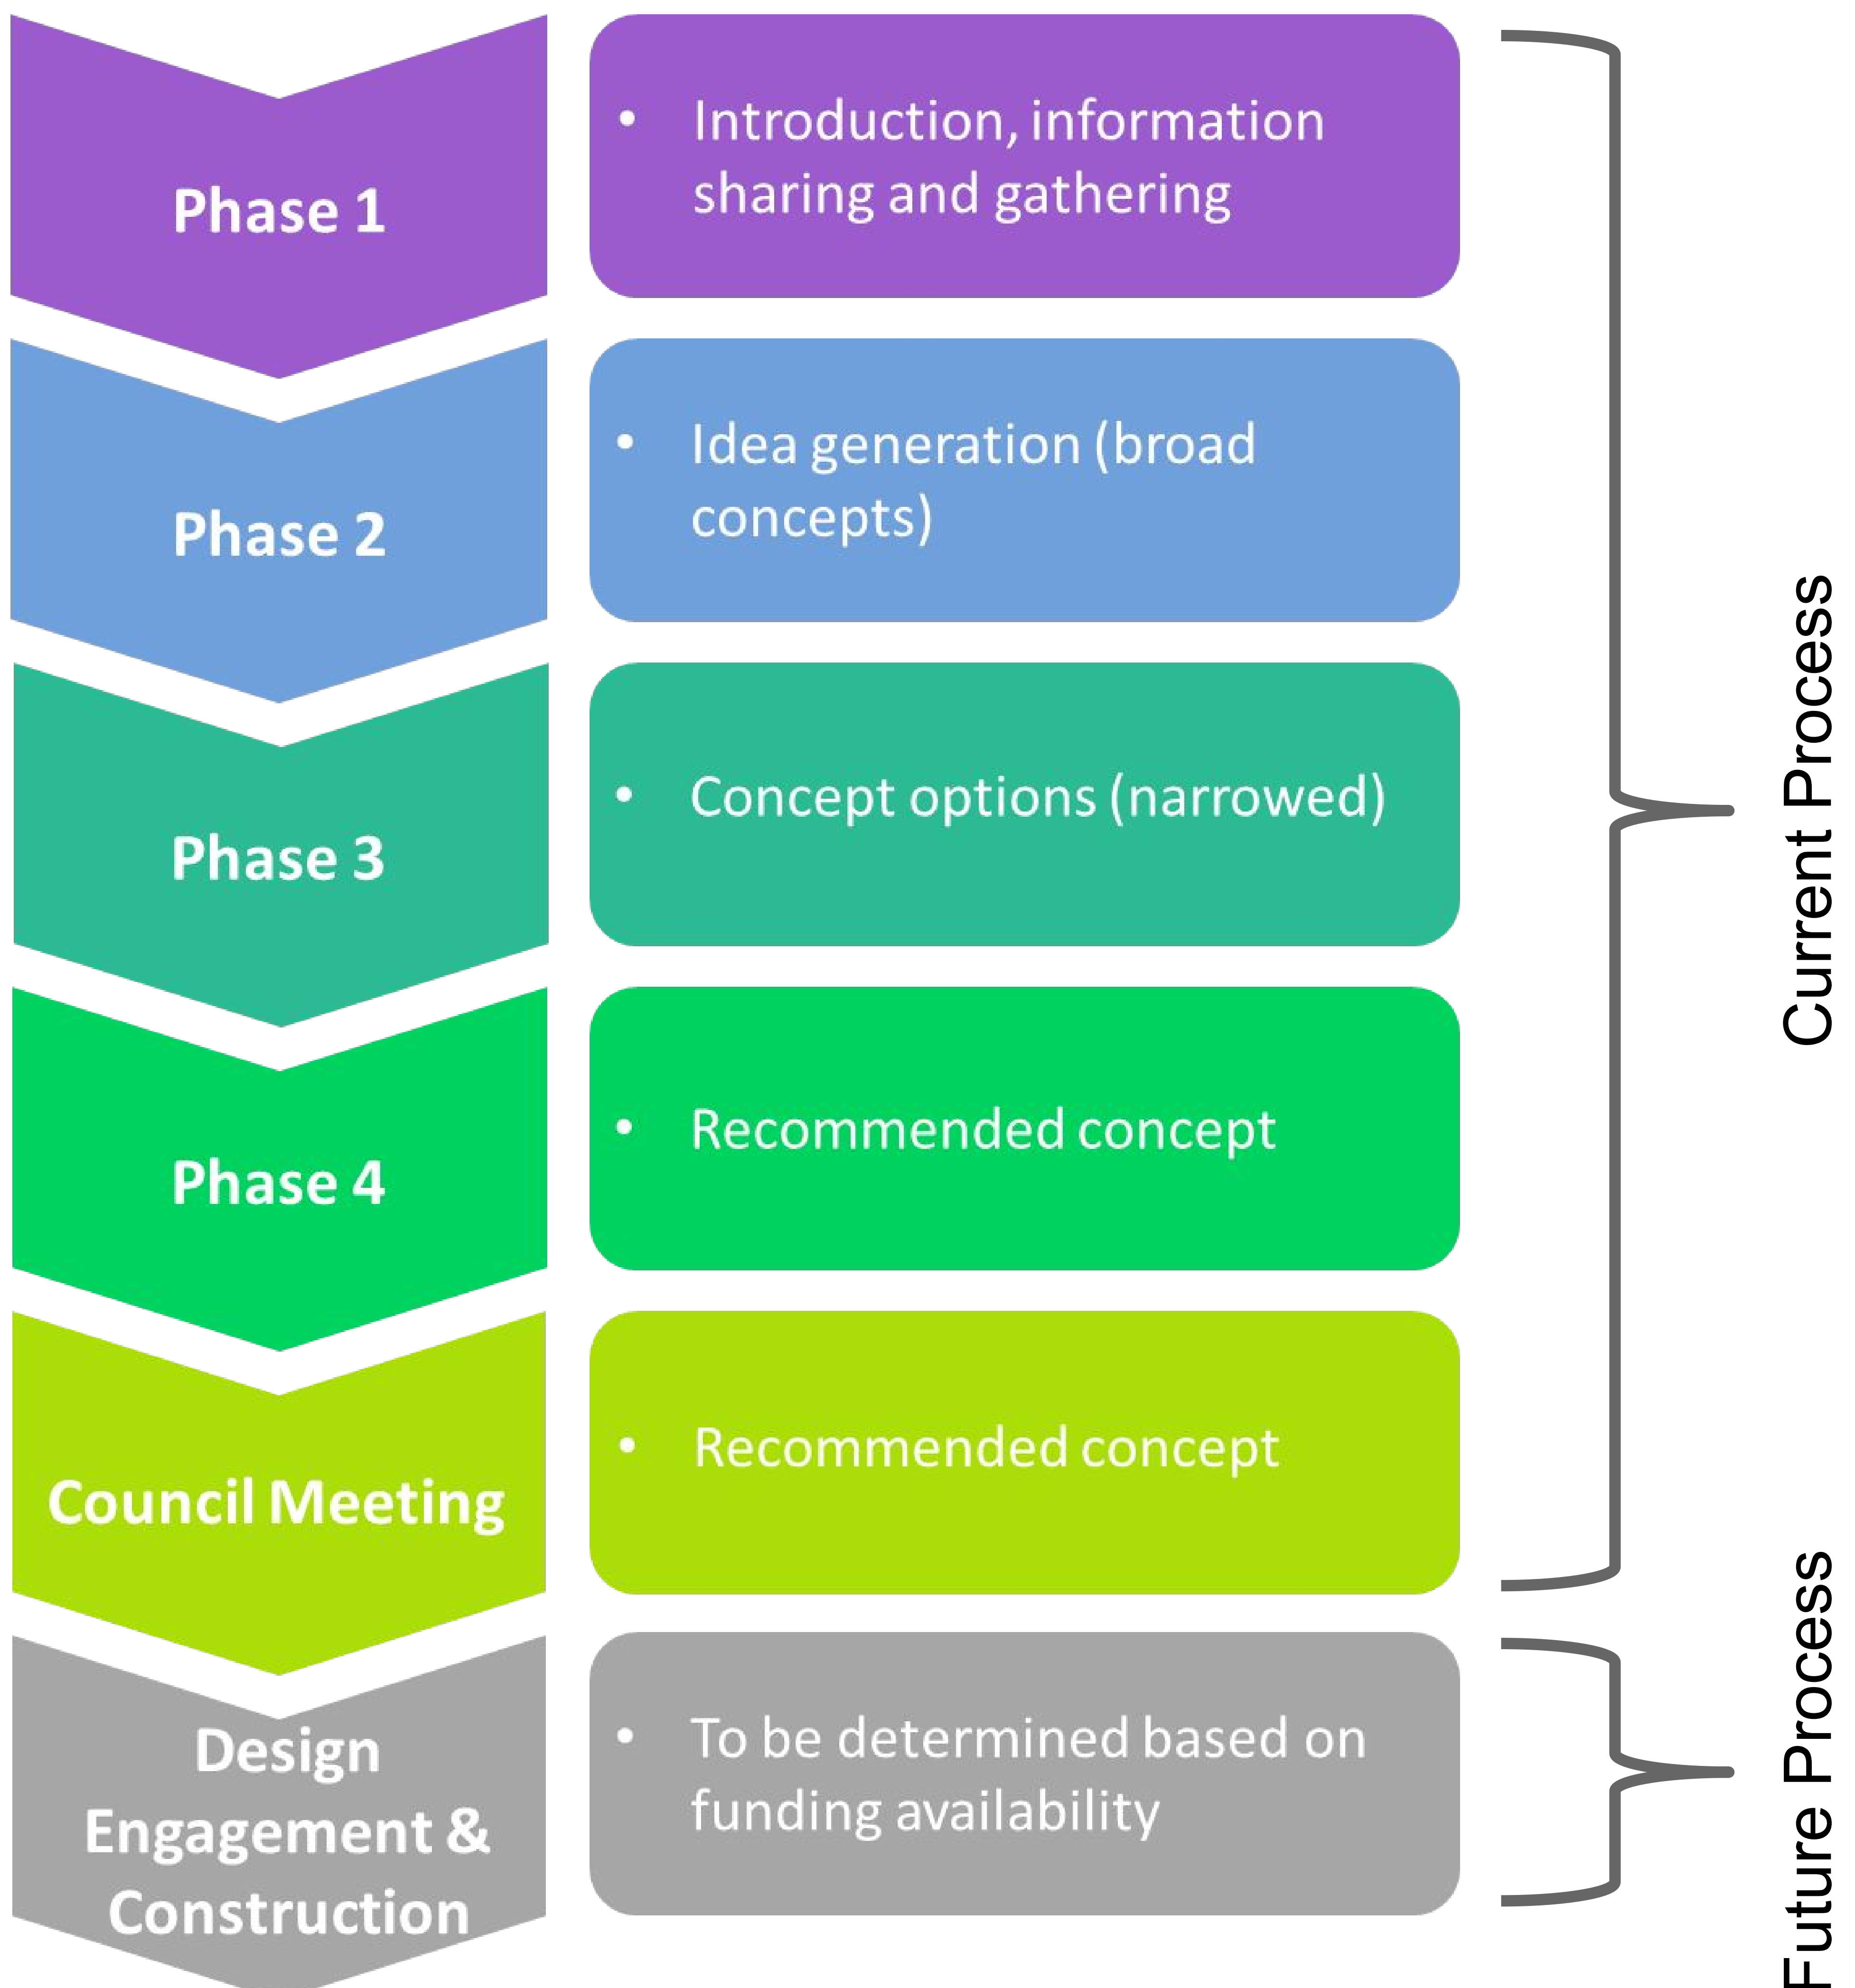 Phase 1
Introduction, information
sharing and gathering
Phase 2
Idea generation (broad
concepts)
Phase 3
Concept options (narrowed)
Phase 4
Recommended concept
Council Meeting
Recommended concept
Design
Engagement &
Construction
To be determined based on
funding availability
Current Process
Future Process